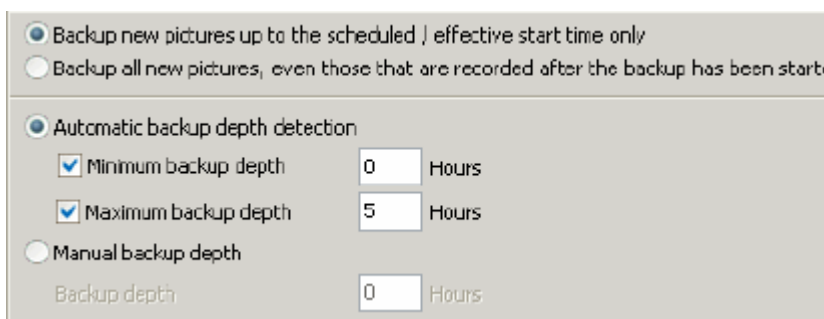 Backup new pictures up to the scheduled / effective start time only
Backup all new pictures, even those that are recorded after the backup has been starte
Automatic backup depth detection
Minimum backup depth 0 Hours
Maximum backup depth 5 Hours
Manual backup depth
Backup depth 0 Hours